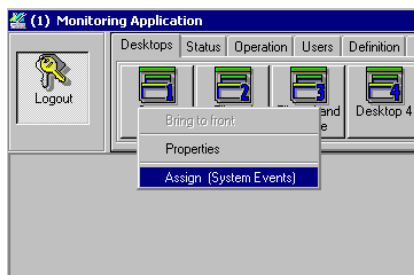 (1) Monitoring Application
Desktops Status Operation Users Definition
Logout
1 2 3 4
and Desktop 4
Bring to front
Properties
Assign (System Events)